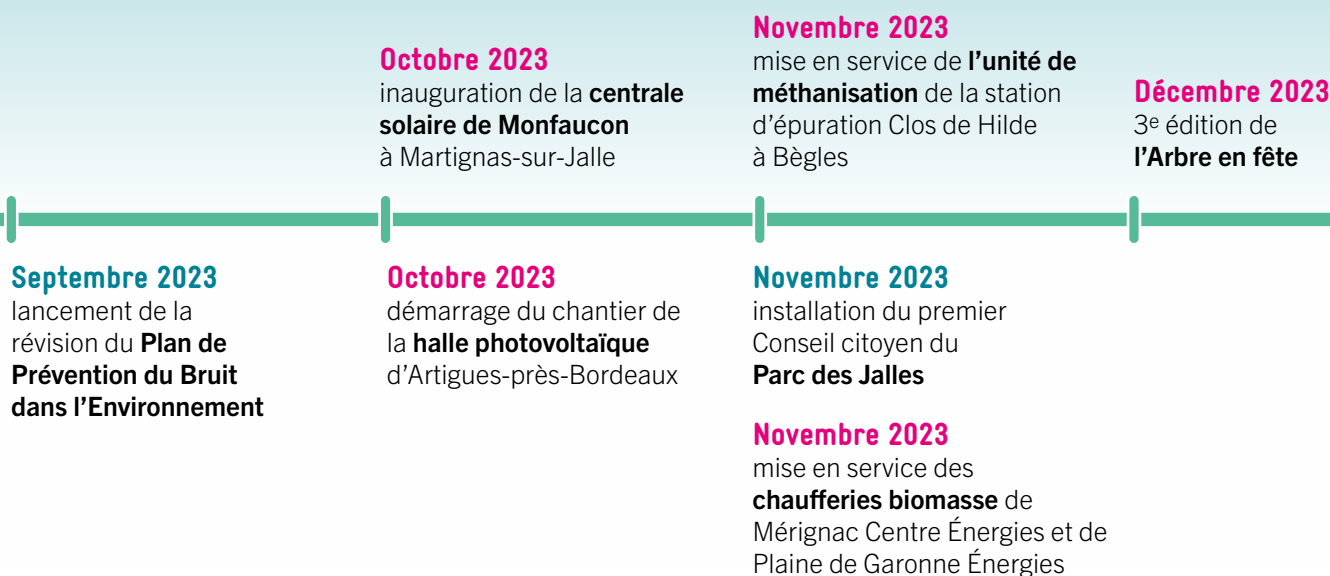 Octobre 2023
inauguration de la centrale
solaire de Monfaucon
à Martignas-sur-Jalle
Novembre 2023
mise en service de l’unité de
méthanisation de la station
d’épuration Clos de Hilde
à Bègles
Décembre 2023
3e édition de
l’Arbre en fête
Septembre 2023
lancement de la
révision du Plan de
Prévention du Bruit
dans l’Environnement
Octobre 2023
démarrage du chantier de
la halle photovoltaïque
d’Artigues-près-Bordeaux
Novembre 2023
installation du premier
Conseil citoyen du
Parc des Jalles
Novembre 2023
mise en service des
chaufferies biomasse de
Mérignac Centre Énergies et de
Plaine de Garonne Énergies